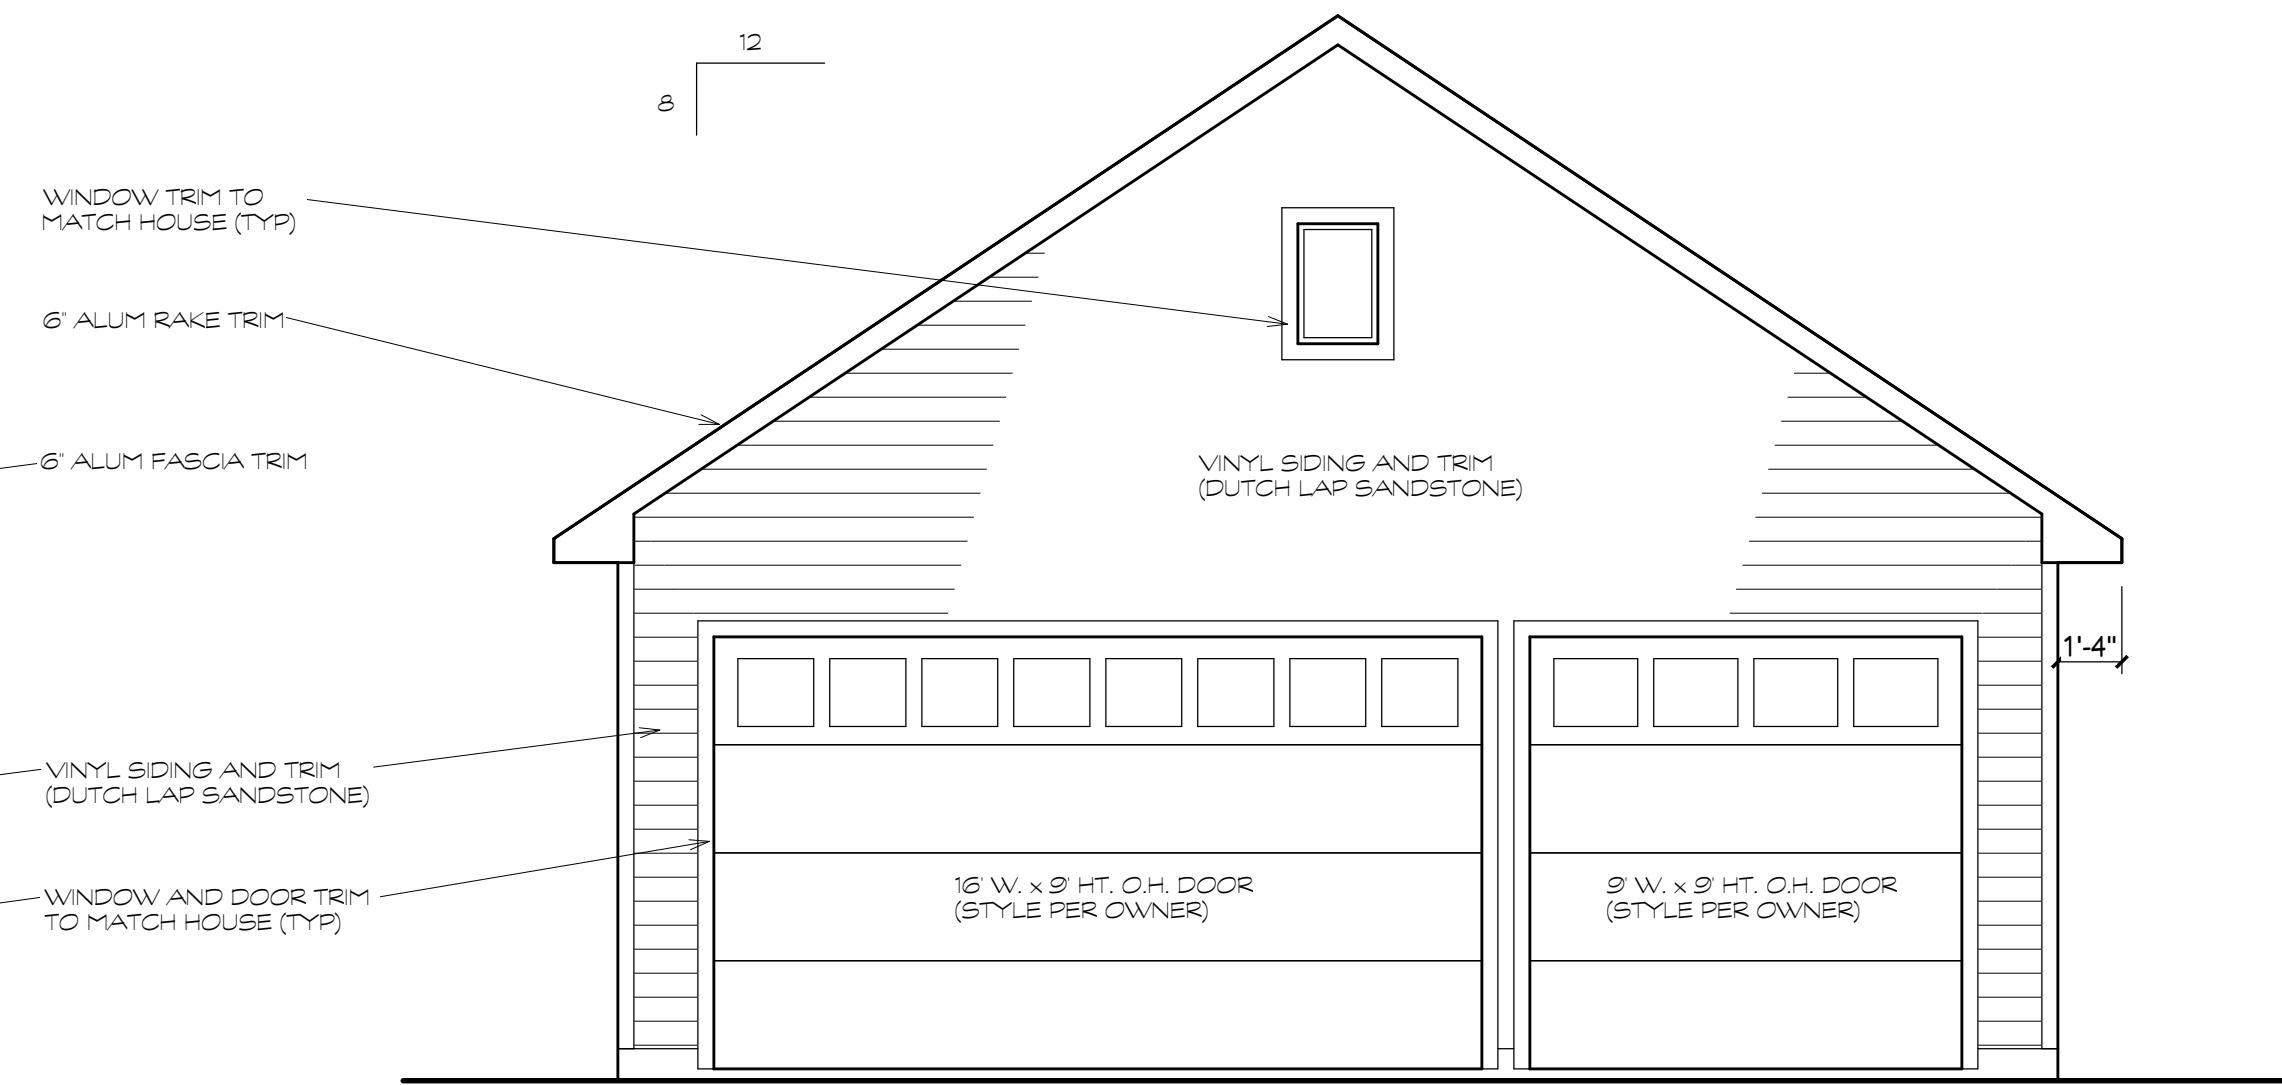 12
8
WINDOW TRIM TO
MATCH HOUSE (TYP)
6" ALUM RAKE TRIM
6" ALUM FASCIA TRIM
VINYL SIDING AND TRIM
(DUTCH LAP SANDSTONE)
1'-4"
VINYL SIDING AND TRIM
(DUTCH LAP SANDSTONE)
WINDOW AND DOOR TRIM
TO MATCH HOUSE (TYP)
16' W. x 9' HT. O.H. DOOR
(STYLE PER OWNER)
9' W. x 9' HT. O.H. DOOR
(STYLE PER OWNER)